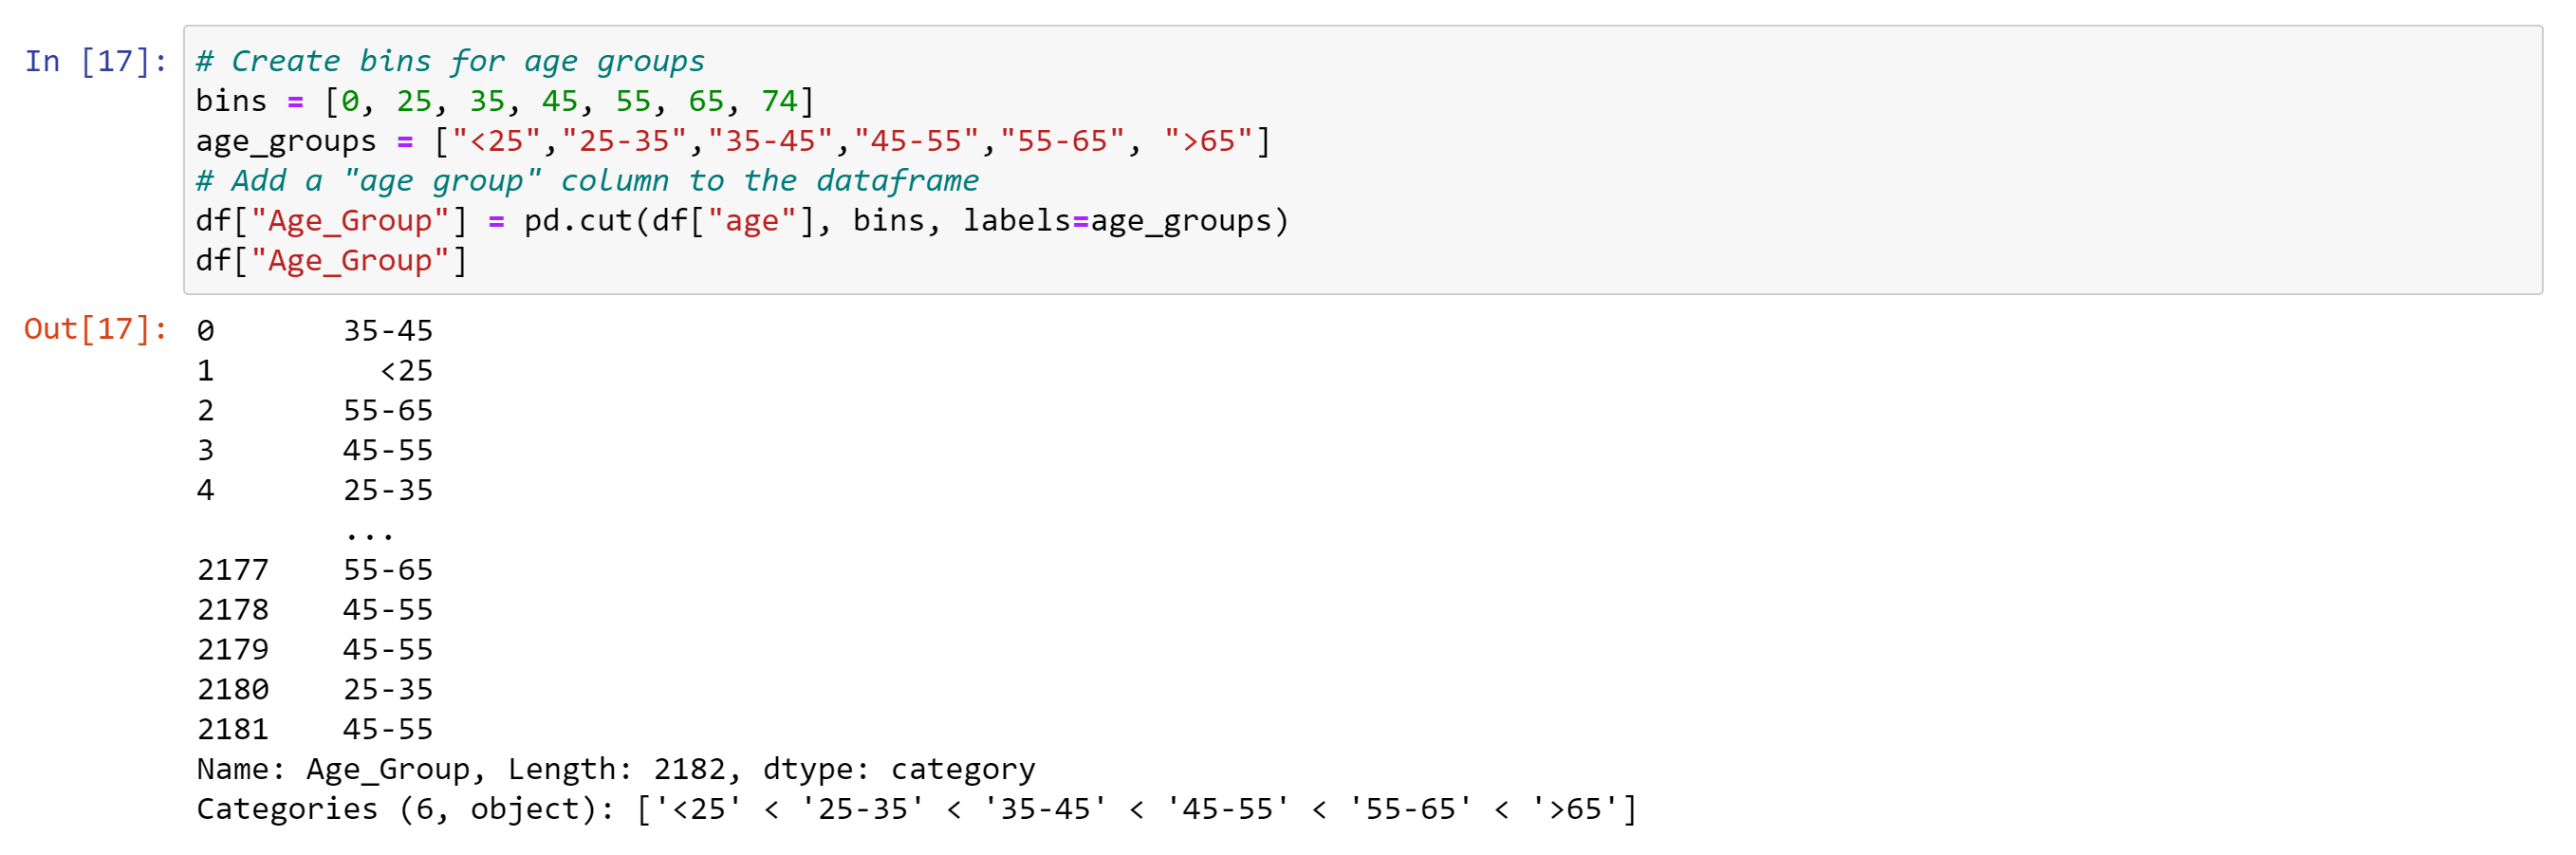 In [17]:
# Create bins for age groups
bins = [0, 25, 35, 45, 55, 65, 74]
age_groups = ["<25","25-35","35-45","45-55","55-65", ">65"]
# Add a "age group" column to the dataframe
df["Age_Group"] = pd.cut(df["age"], bins, labels=age_groups)
df["Age_Group"]
Out[17]:
0       35-45
1         <25
2       55-65
3       45-55
4       25-35
        ...
2177    55-65
2178    45-55
2179    45-55
2180    25-35
2181    45-55
Name: Age_Group, Length: 2182, dtype: category
Categories (6, object): ['<25' < '25-35' < '35-45' < '45-55' < '55-65' < '>65']